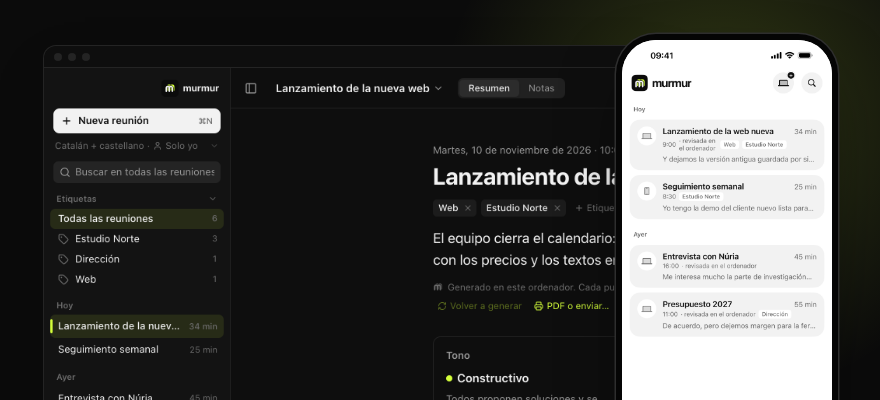 murmur
Nueva reunión ⌘N
Catalán + castellano · Solo yo
Buscar en todas las reuniones
Etiquetas
Todas las reuniones 6
Estudio Norte 3
Dirección 1
Web 1
Hoy
Lanzamiento de la nuev... 34 min
Seguimiento semanal 25 min
Ayer
Entrevista con Núria 45 min
Lanzamiento de la nueva web
Resumen Notas
Martes, 10 de noviembre de 2026 · 10:
Lanzamiento de la
Web × Estudio Norte × + Etique
El equipo cierra el calendario:
con los precios y los textos en
Generado en este ordenador. Cada pu
Volver a generar PDF o enviar...
Tono
Constructivo
Todos proponen soluciones y se
09:41
murmur
Hoy
Lanzamiento de la web nueva 34 min
9:00 · revisada en
el ordenador Web Estudio Norte
Y dejamos la versión antigua guardada por si...
Seguimiento semanal 25 min
8:30 Estudio Norte
Yo tengo la demo del cliente nuevo lista para...
Ayer
Entrevista con Núria 45 min
16:00 · revisada en el ordenador
Me interesa mucho la parte de investigación...
Presupuesto 2027 55 min
11:00 · revisada en el ordenador Dirección
De acuerdo, pero dejemos margen para la fer...